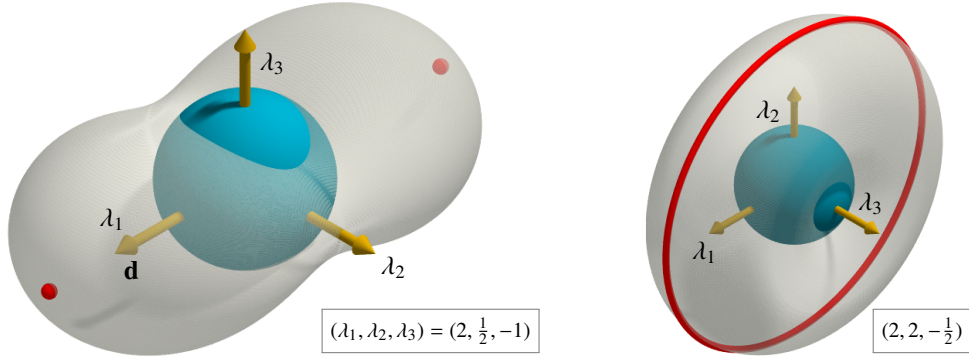 λ₃
λ₁
d
λ₂
(λ₁, λ₂, λ₃) = (2, ½, −1)
λ₂
λ₃
λ₁
(2, 2, −½)